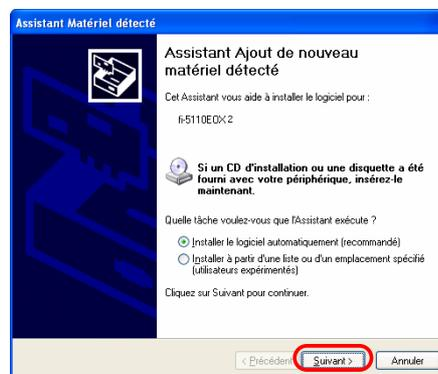 Assistant Matériel détecté
Assistant Ajout de nouveau
matériel détecté
Cet Assistant vous aide à installer le logiciel pour :
fi-5110EOX2
Si un CD d'installation ou une disquette a été
fourni avec votre périphérique, insérez-le
maintenant.
Quelle tâche voulez-vous que l'Assistant exécute ?
Installer le logiciel automatiquement (recommandé)
Installer à partir d'une liste ou d'un emplacement spécifié
(utilisateurs expérimentés)
Cliquez sur Suivant pour continuer.
< Précédent
Suivant >
Annuler